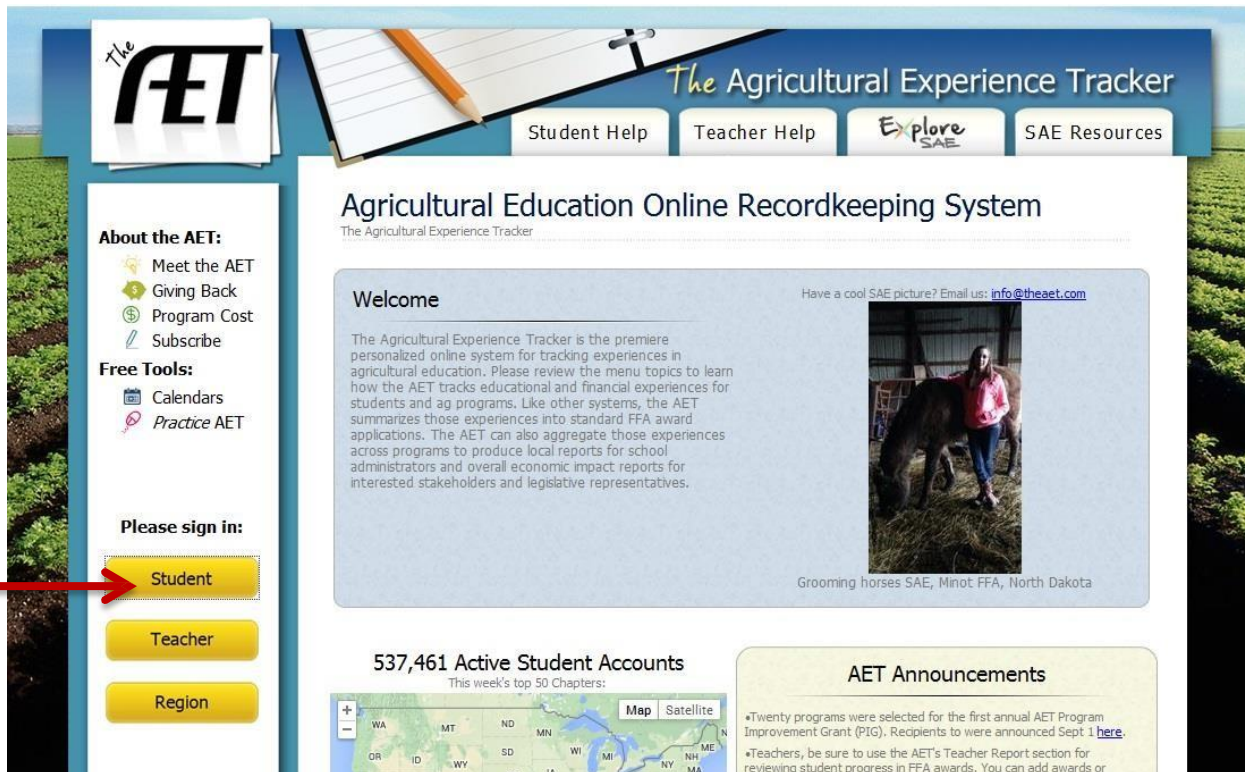 The AET
The Agricultural Experience Tracker
Student Help
Teacher Help
Explore SAE
SAE Resources
About the AET:
Meet the AET
Giving Back
Program Cost
Subscribe
Free Tools:
Calendars
Practice AET
Please sign in:
Student
Teacher
Region
Agricultural Education Online Recordkeeping System
The Agricultural Experience Tracker
Welcome
The Agricultural Experience Tracker is the premiere
personalized online system for tracking experiences in
agricultural education. Please review the menu topics to learn
how the AET tracks educational and financial experiences for
students and ag programs. Like other systems, the AET
summarizes those experiences into standard FFA award
applications. The AET can also aggregate those experiences
across programs to produce local reports for school
administrators and overall economic impact reports for
interested stakeholders and legislative representatives.
Have a cool SAE picture? Email us: info@theaet.com
Grooming horses SAE, Minot FFA, North Dakota
537,461 Active Student Accounts
This week's top 50 Chapters:
+
−
Map
Satellite
WA MT ND MN
OR ID WY SD WI MI NY NH ME
MA
AET Announcements
•Twenty programs were selected for the first annual AET Program
Improvement Grant (PIG). Recipients to were announced Sept 1 here.
•Teachers, be sure to use the AET's Teacher Report section for
reviewing student progress in FFA awards. You can add awards or